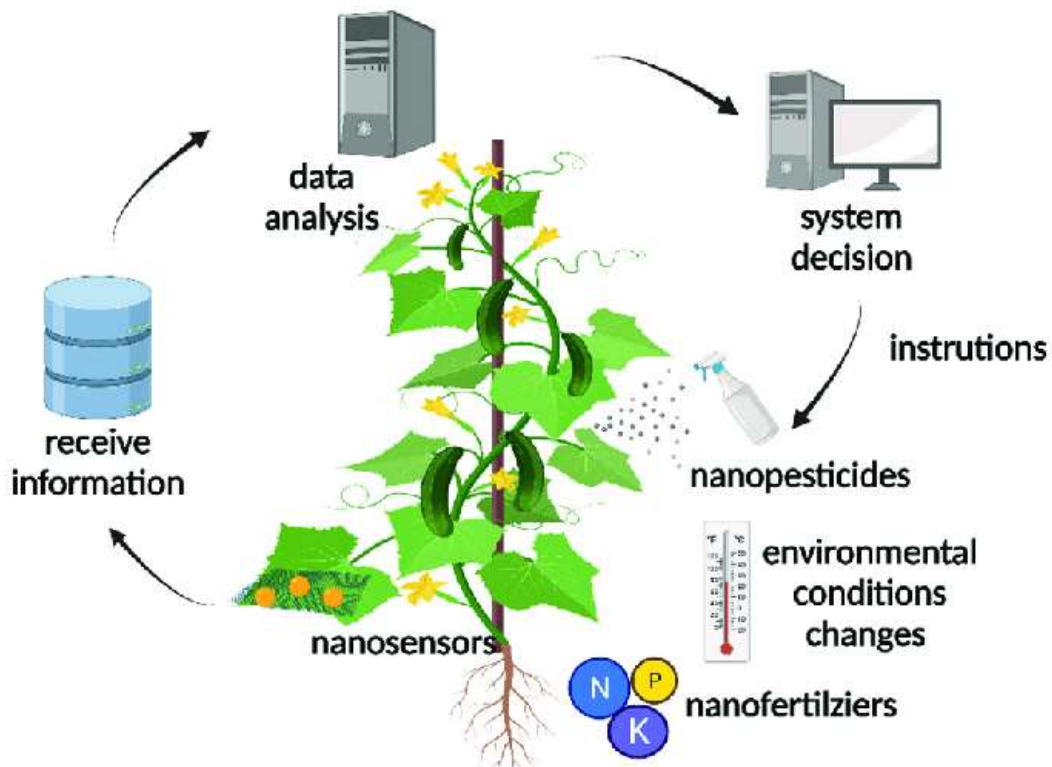 data
analysis
system
decision
instrutions
receive
information
nanopesticides
°F °C
environmental
conditions
changes
nanosensors
N P
K
nanofertilziers